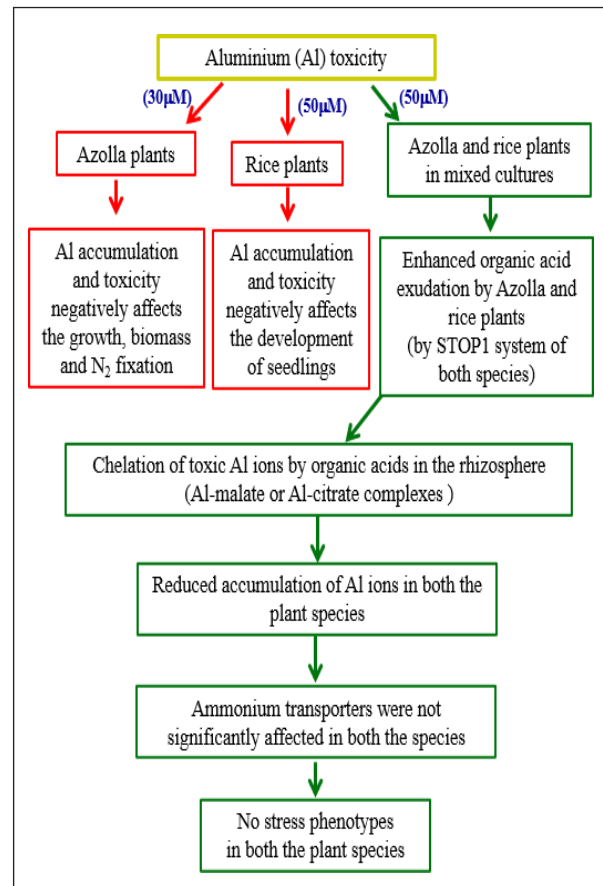 Aluminium (Al) toxicity
(30µM)
(50µM)
(50µM)
Azolla plants
Rice plants
Azolla and rice plants
in mixed cultures
Al accumulation
and toxicity
negatively affects
the growth, biomass
and N₂ fixation
Al accumulation
and toxicity
negatively affects
the development
of seedlings
Enhanced organic acid
exudation by Azolla and
rice plants
(by STOP1 system of
both species)
Chelation of toxic Al ions by organic acids in the rhizosphere
(Al-malate or Al-citrate complexes )
Reduced accumulation of Al ions in both the
plant species
Ammonium transporters were not
significantly affected in both the species
No stress phenotypes
in both the plant species